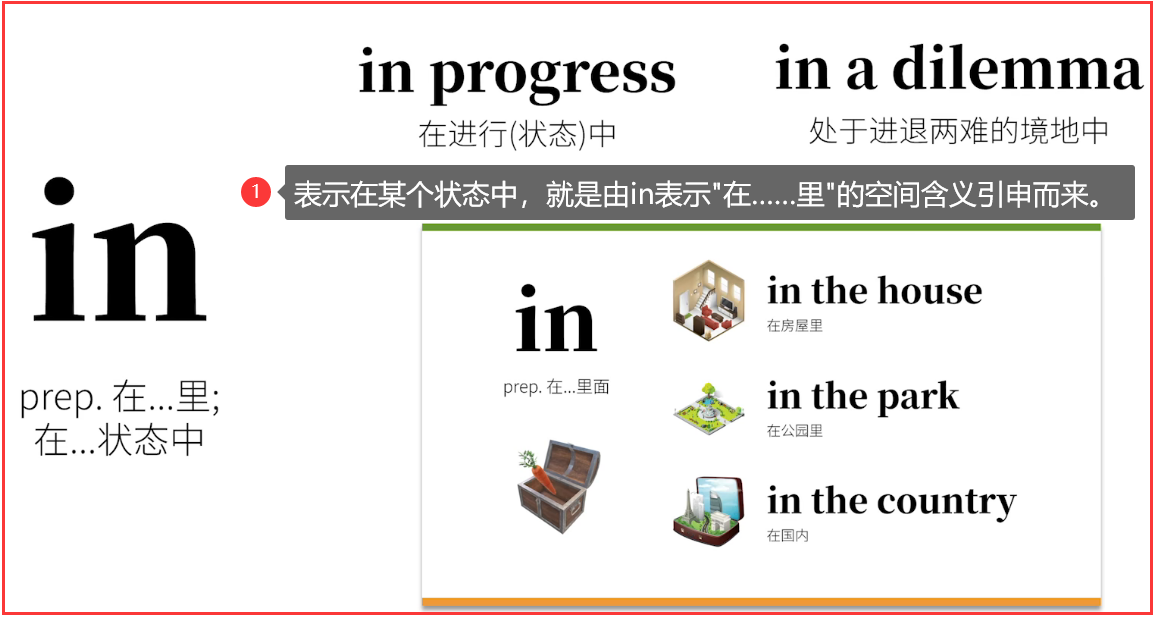 in progress
在进行(状态)中
in a dilemma
处于进退两难的境地中
1
表示在某个状态中，就是由in表示"在……里"的空间含义引申而来。
in
prep. 在...里;
在...状态中
in
prep. 在...里面
in the house
在房屋里
in the park
在公园里
in the country
在国内